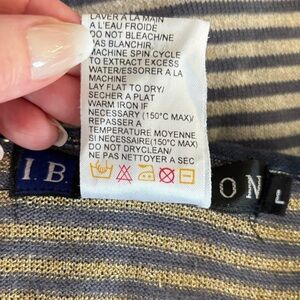 LAVER A LA MAIN
A L'EAU FROIDE
DO NOT BLEACH/NE
PAS BLANCHIR.
MACHINE SPIN CYCLE
TO EXTRACT EXCESS
WATER/ESSORER A LA
MACHINE
LAY FLAT TO DRY/
SECHER A PLAT
WARM IRON IF
NECESSARY (150°C MAX)/
REPASSER A
TEMPERATURE MOYENNE
SI NECESSAIRE(150°C MAX)
DO NOT DRYCLEAN/
NE PAS NETTOYER A SEC
I.B
ON
L